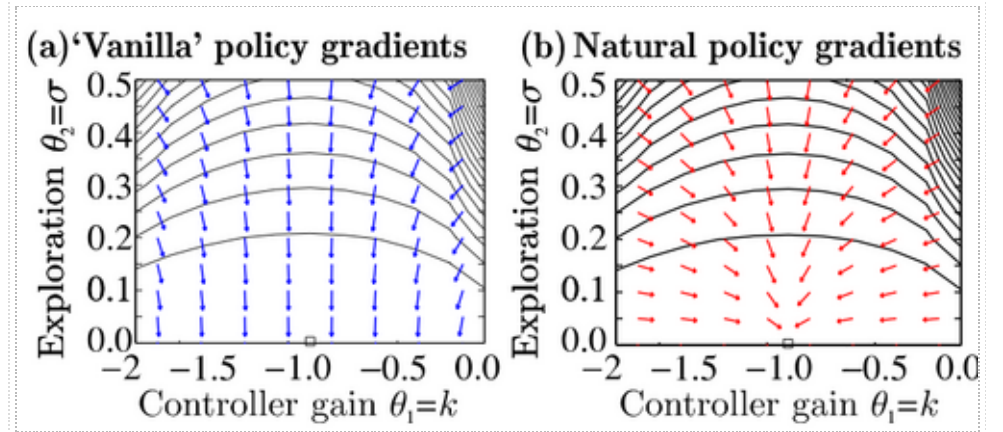 (a) 'Vanilla' policy gradients
(b) Natural policy gradients
Exploration θ₂=σ
0.5
0.4
0.3
0.2
0.1
0.0
−2 −1.5 −1.0 −0.5 0.0
Controller gain θ₁=k
Exploration θ₂=σ
0.5
0.4
0.3
0.2
0.1
0.0
−2 −1.5 −1.0 −0.5 0.0
Controller gain θ₁=k